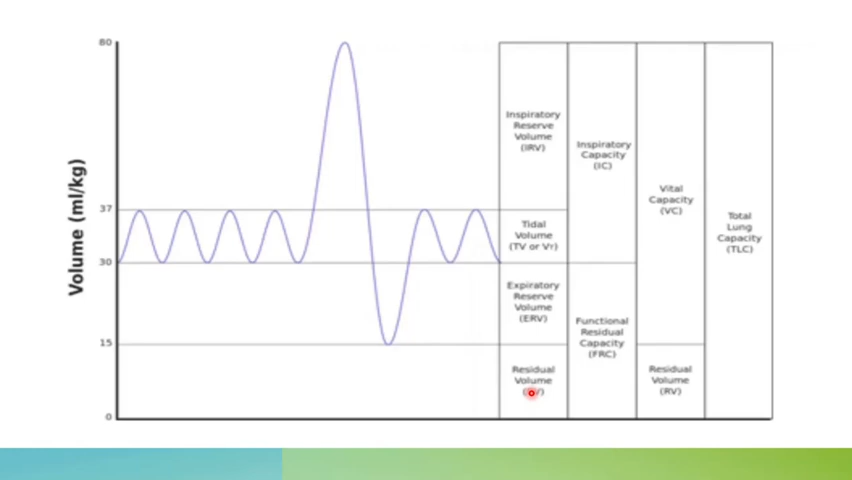 80
37
30
15
0
Volume (ml/kg)
Inspiratory
Reserve
Volume
(IRV)
Tidal
Volume
(TV or VT)
Expiratory
Reserve
Volume
(ERV)
Residual
Volume
Inspiratory
Capacity
(IC)
Functional
Residual
Capacity
(FRC)
Vital
Capacity
(VC)
Residual
Volume
(RV)
Total
Lung
Capacity
(TLC)